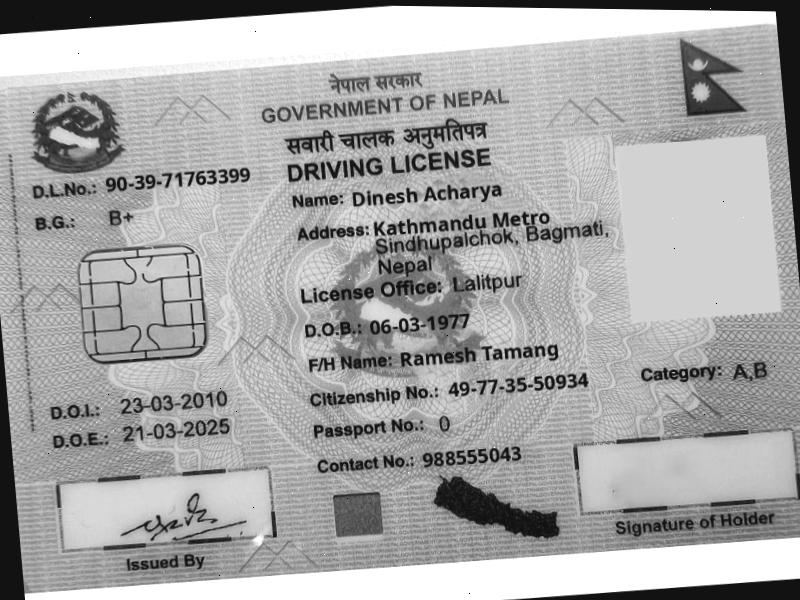 नेपाल सरकार
GOVERNMENT OF NEPAL
सवारी चालक अनुमतिपत्र
DRIVING LICENSE
D.L.No.: 90-39-71763399
B.G.: B+
Name: Dinesh Acharya
Address: Kathmandu Metro
Sindhupalchok, Bagmati,
Nepal
License Office: Lalitpur
D.O.B.: 06-03-1977
F/H Name: Ramesh Tamang
Citizenship No.: 49-77-35-50934
Category: A,B
D.O.I.: 23-03-2010
D.O.E.: 21-03-2025
Passport No.: 0
Contact No.: 988555043
Issued By
Signature of Holder